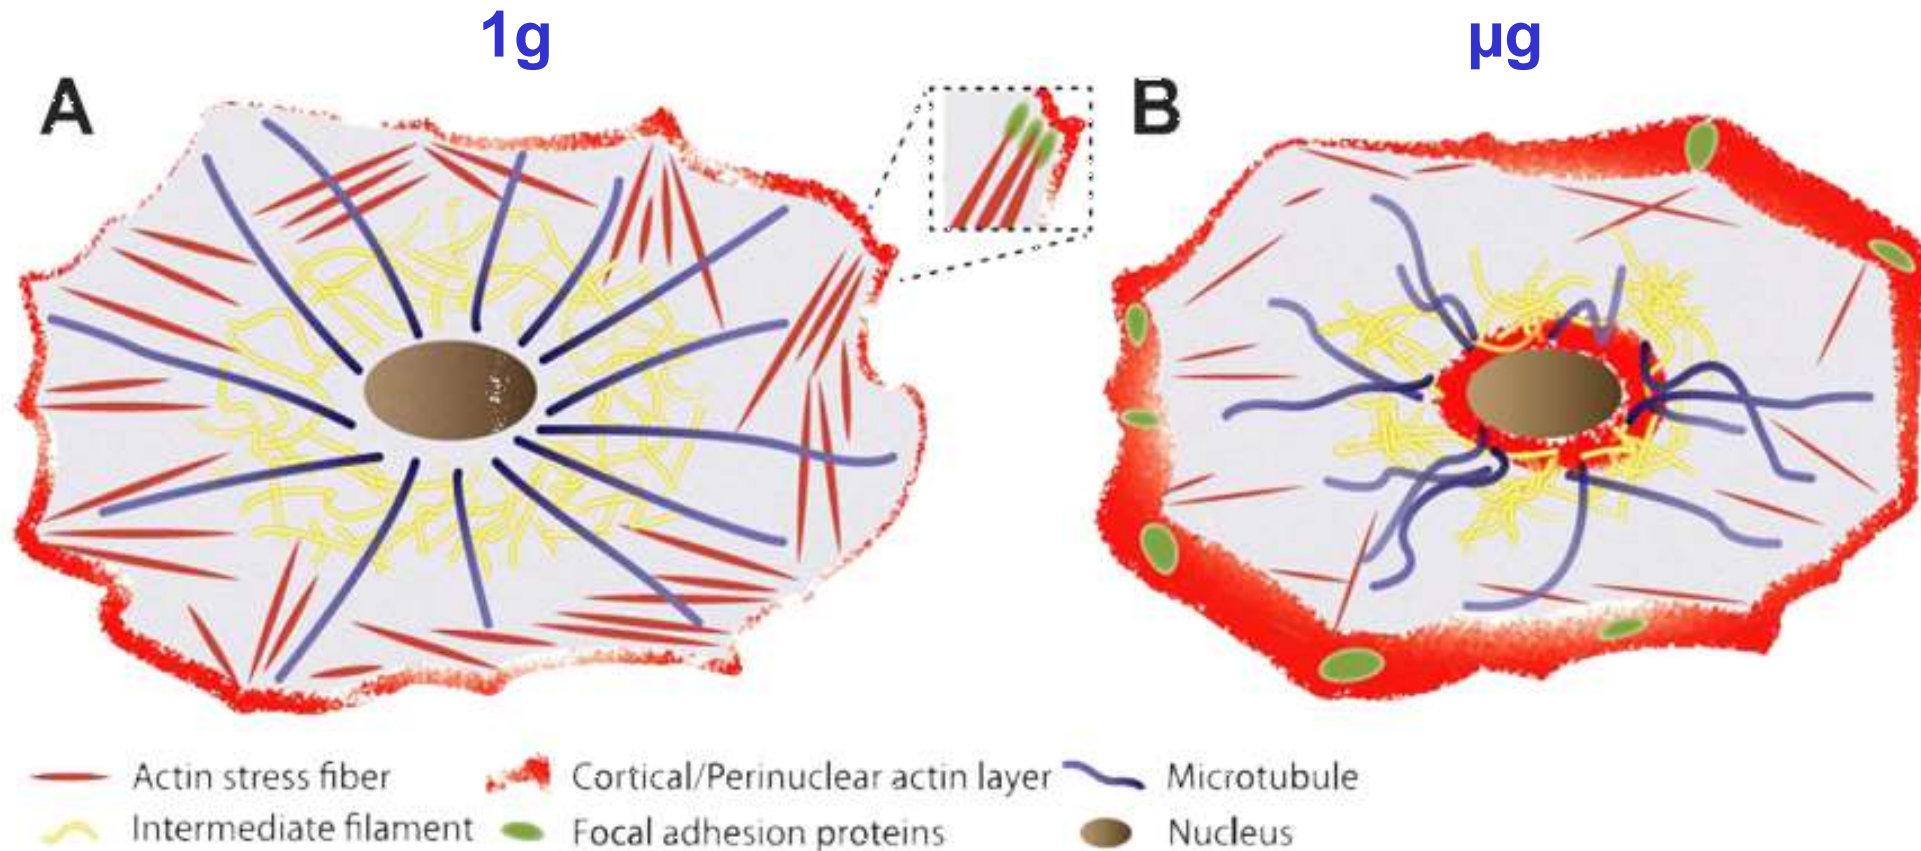 1g
µg
A
B
Actin stress fiber
Cortical/Perinuclear actin layer
Microtubule
Intermediate filament
Focal adhesion proteins
Nucleus